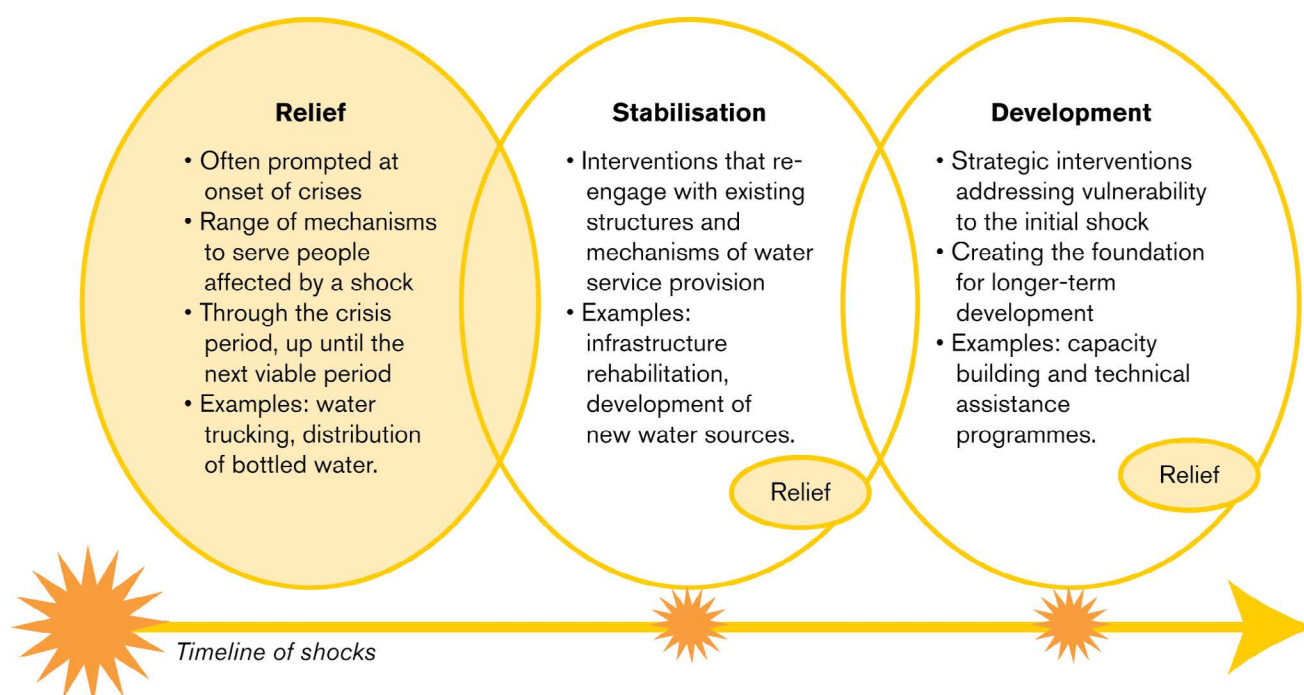 Relief
• Often prompted at
onset of crises
• Range of mechanisms
to serve people
affected by a shock
• Through the crisis
period, up until the
next viable period
• Examples: water
trucking, distribution
of bottled water.
Stabilisation
• Interventions that re-
engage with existing
structures and
mechanisms of water
service provision
• Examples:
infrastructure
rehabilitation,
development of
new water sources.
Relief
Development
• Strategic interventions
addressing vulnerability
to the initial shock
• Creating the foundation
for longer-term
development
• Examples: capacity
building and technical
assistance
programmes.
Relief
Timeline of shocks